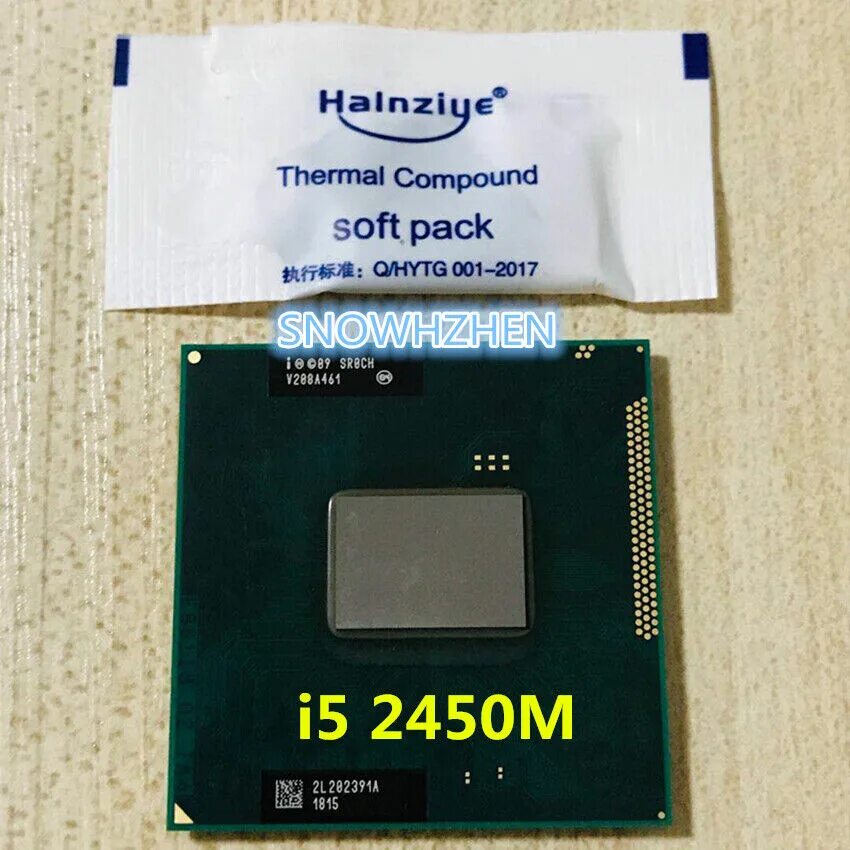 HaInziye®
Thermal Compound
soft pack
执行标准：Q/HYTG 001-2017
SNOWHZHEN
i Ⓜ ©09 SR0CH
V208A461
i5 2450M
2L202391A
1815